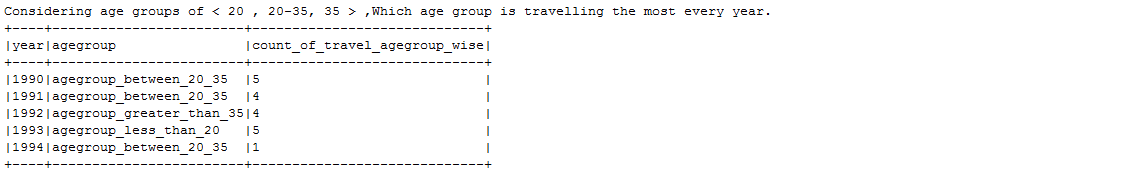 Considering age groups of < 20 , 20-35, 35 > ,Which age group is travelling the most every year.
+----+--------------------------+-----------------------------+
|year|agegroup                  |count_of_travel_agegroup_wise|
+----+--------------------------+-----------------------------+
|1990|agegroup_between_20_35    |5                            |
|1991|agegroup_between_20_35    |4                            |
|1992|agegroup_greater_than_35|4                            |
|1993|agegroup_less_than_20     |5                            |
|1994|agegroup_between_20_35    |1                            |
+----+--------------------------+-----------------------------+